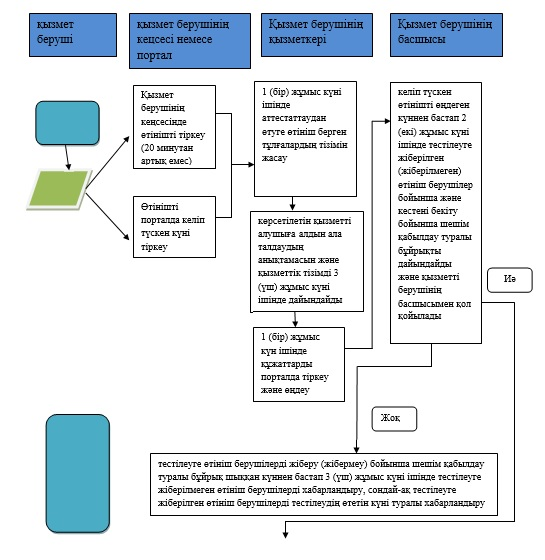 қызмет
беруші
қызмет берушінің
кеңсесі немесе
портал
Қызмет берушінің
қызметкері
Қызмет берушінің
басшысы
Қызмет
берушінің
кеңсесінде
өтінішті тіркеу
(20 минутан
артық емес)
Өтінішті
порталда келіп
түскен күні
тіркеу
1 (бір) жұмыс күні
ішінде
аттестаттаудан
өтуге өтініш берген
тұлғалардың тізімін
жасау
көрсетілетін қызметті
алушыға алдын ала
талдаудың
анықтамасын және
қызметтік тізімді 3
(үш) жұмыс күні
ішінде дайындайды
1 (бір) жұмыс
күн ішінде
құжаттарды
порталда тіркеу
және өңдеу
келіп түскен
өтінішті өңдеген
күннен бастап 2
(екі) жұмыс күні
ішінде тестілеуге
жіберілген
(жіберілмеген)
өтініш берушілер
бойынша және
кестені бекіту
бойынша шешім
қабылдау туралы
бұйрықты
дайындайды
және қызметті
берушінің
басшысымен қол
қойылады
Иә
Жоқ
тестілеуге өтініш берушілерді жіберу (жібермеу) бойынша шешім қабылдау
туралы бұйрық шыққан күннен бастап 3 (үш) жұмыс күні ішінде тестілеуге
жіберілмеген өтініш берушілерді хабарландыру, сондай-ақ тестілеуге
жіберілген өтініш берушілерді тестілеудің өтетін күні туралы хабарландыру